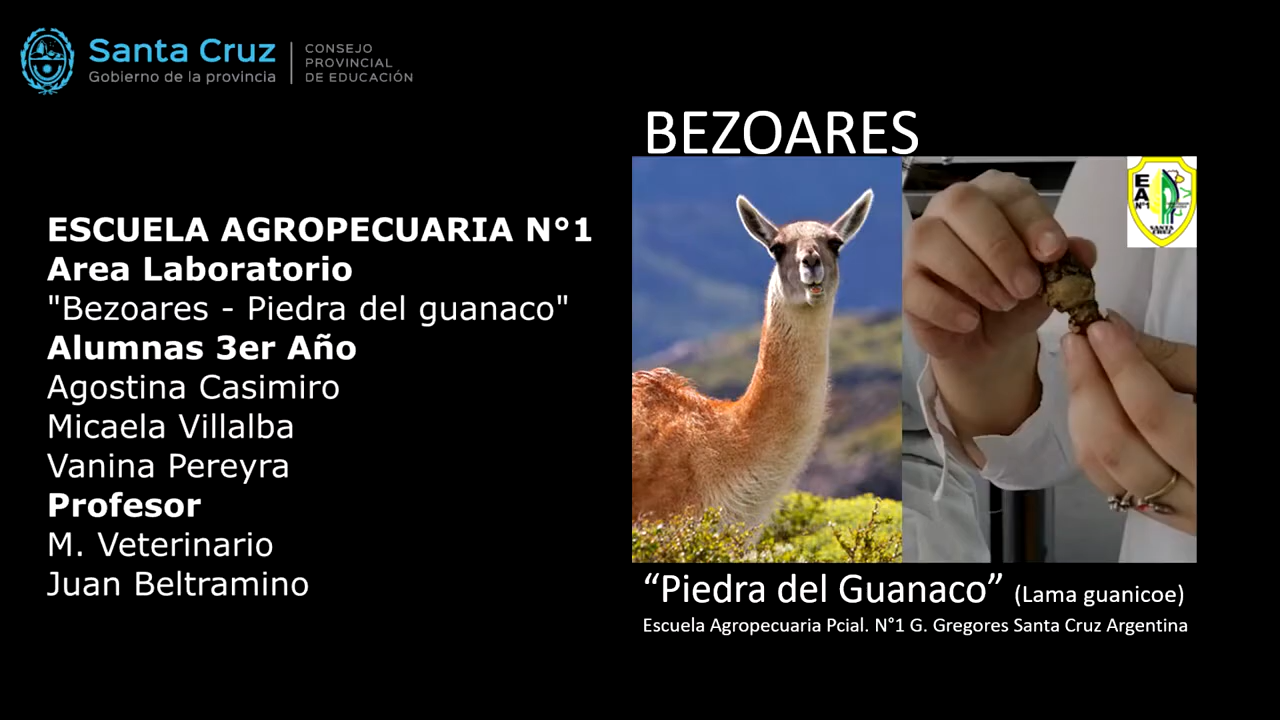 Santa Cruz
Gobierno de la provincia
CONSEJO
PROVINCIAL
DE EDUCACIÓN
ESCUELA AGROPECUARIA N°1
Area Laboratorio
"Bezoares - Piedra del guanaco"
Alumnas 3er Año
Agostina Casimiro
Micaela Villalba
Vanina Pereyra
Profesor
M. Veterinario
Juan Beltramino
BEZOARES
E
A
Nº1
SANTA
CRUZ
“Piedra del Guanaco” (Lama guanicoe)
Escuela Agropecuaria Pcial. N°1 G. Gregores Santa Cruz Argentina